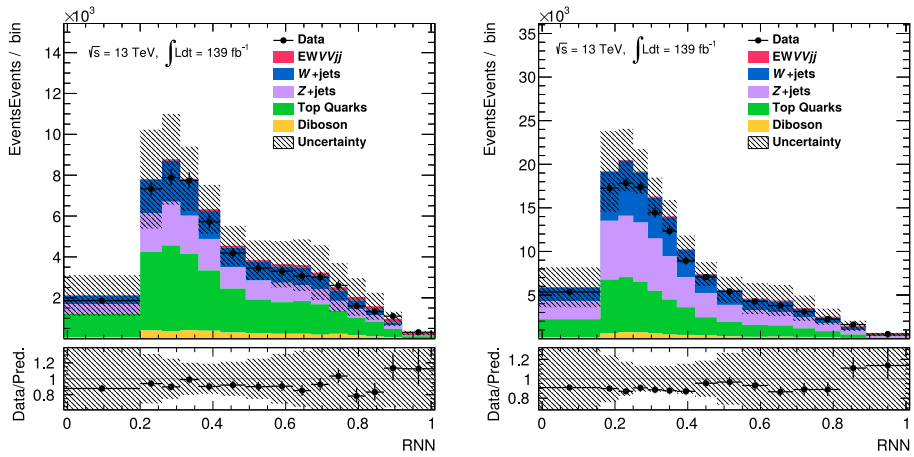 ×10³
Events / bin
Events
14
12
10
8
6
4
2
√s = 13 TeV, ∫Ldt = 139 fb⁻¹
Data
EWVVjj
W+jets
Z+jets
Top Quarks
Diboson
Uncertainty
Data/Pred.
1.2
1
0.8
0 0.2 0.4 0.6 0.8 1
RNN
×10³
Events / bin
Events
35
30
25
20
15
10
5
√s = 13 TeV, ∫Ldt = 139 fb⁻¹
Data
EWVVjj
W+jets
Z+jets
Top Quarks
Diboson
Uncertainty
Data/Pred.
1.2
1
0.8
0 0.2 0.4 0.6 0.8 1
RNN